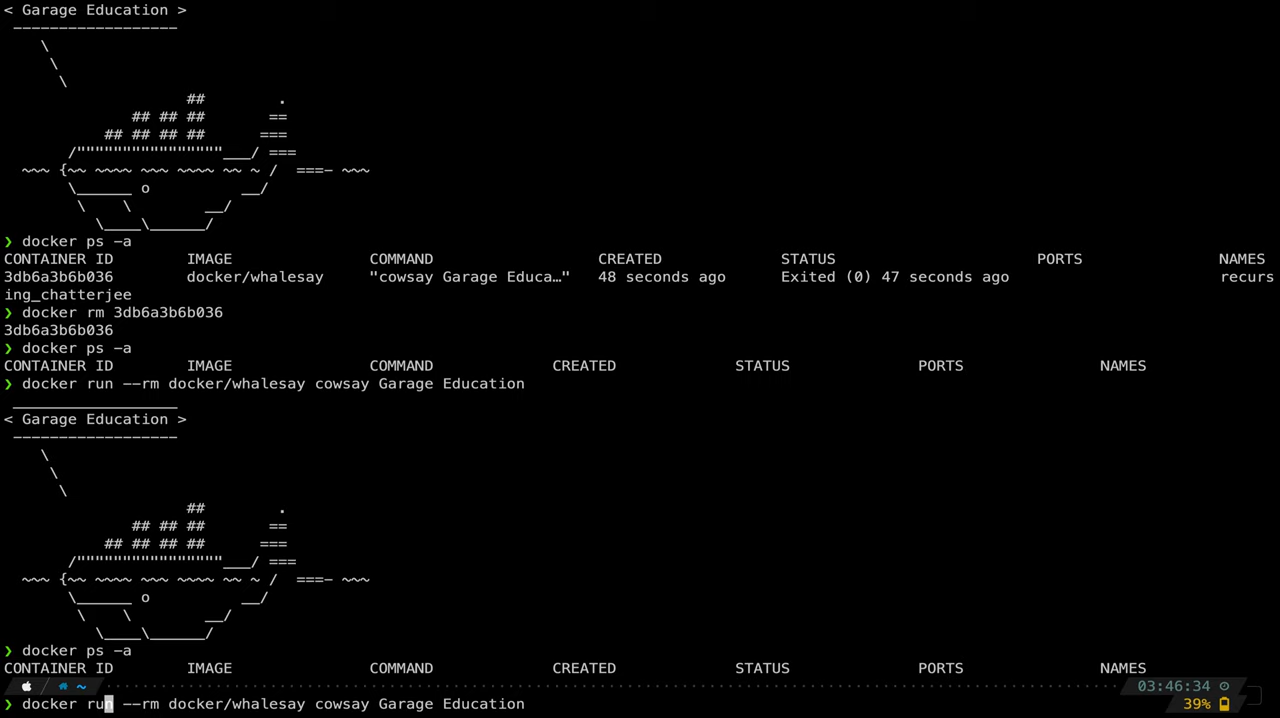 < Garage Education >
 ------------------
    \
     \
      \
                    ##         .
              ## ## ##        ==
           ## ## ## ##       ===
       /"""""""""""""""\___/ ===
  ~~~ {~~ ~~~~ ~~~ ~~~~ ~~ ~ /  ===- ~~~
       \______ o           __/
        \    \         __/
          \____\______/
❯ docker ps -a
CONTAINER ID        IMAGE               COMMAND                  CREATED             STATUS                      PORTS             NAMES
3db6a3b6b036        docker/whalesay     "cowsay Garage Educa…"   48 seconds ago      Exited (0) 47 seconds ago                       recurs
ing_chatterjee
❯ docker rm 3db6a3b6b036
3db6a3b6b036
❯ docker ps -a
CONTAINER ID        IMAGE               COMMAND             CREATED             STATUS              PORTS             NAMES
❯ docker run --rm docker/whalesay cowsay Garage Education
 __________________
< Garage Education >
 ------------------
    \
     \
      \
                    ##         .
              ## ## ##        ==
           ## ## ## ##       ===
       /"""""""""""""""\___/ ===
  ~~~ {~~ ~~~~ ~~~ ~~~~ ~~ ~ /  ===- ~~~
       \______ o           __/
        \    \         __/
          \____\______/
❯ docker ps -a
CONTAINER ID        IMAGE               COMMAND             CREATED             STATUS              PORTS             NAMES
~ 03:46:34
❯ docker run --rm docker/whalesay cowsay Garage Education 39%